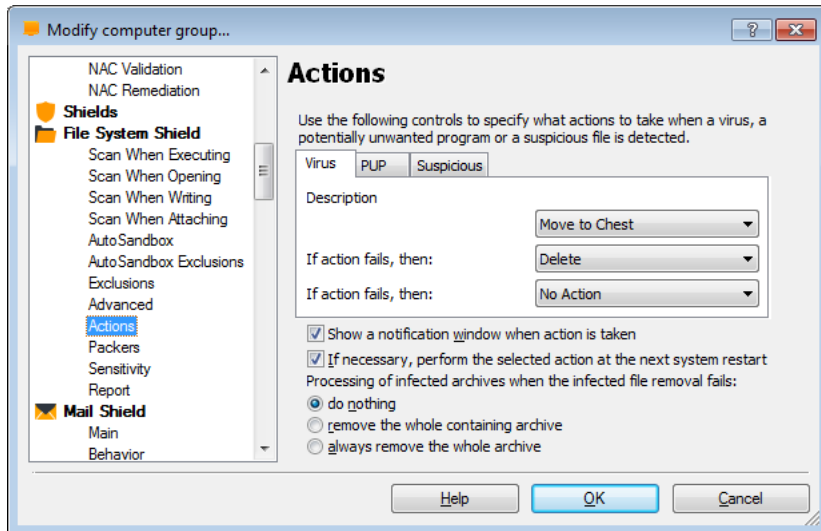 Modify computer group...
NAC Validation
NAC Remediation
Shields
File System Shield
Scan When Executing
Scan When Opening
Scan When Writing
Scan When Attaching
AutoSandbox
AutoSandbox Exclusions
Exclusions
Advanced
Actions
Packers
Sensitivity
Report
Mail Shield
Main
Behavior
Actions
Use the following controls to specify what actions to take when a virus, a
potentially unwanted program or a suspicious file is detected.
Virus PUP Suspicious
Description
Move to Chest
If action fails, then: Delete
If action fails, then: No Action
Show a notification window when action is taken
If necessary, perform the selected action at the next system restart
Processing of infected archives when the infected file removal fails:
do nothing
remove the whole containing archive
always remove the whole archive
Help OK Cancel